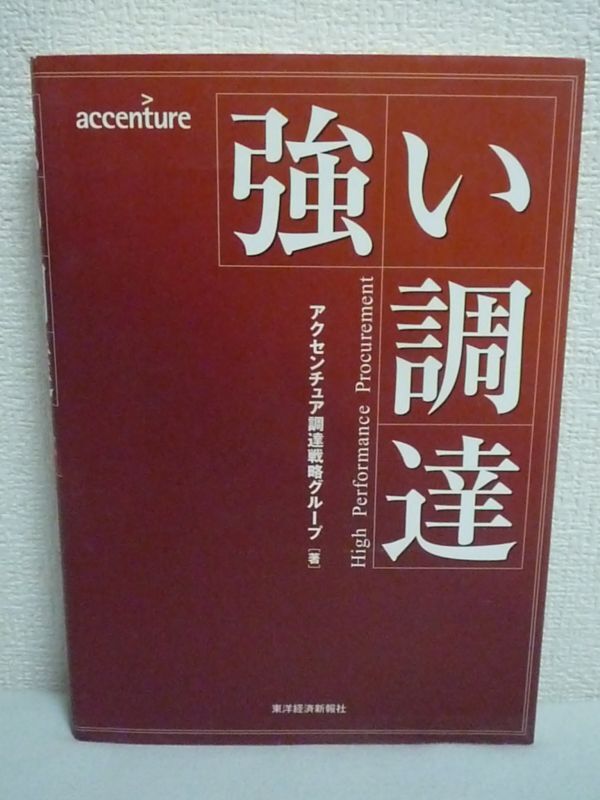 accenture
強い調達
High Performance Procurement
アクセンチュア調達戦略グループ[著]
東洋経済新報社